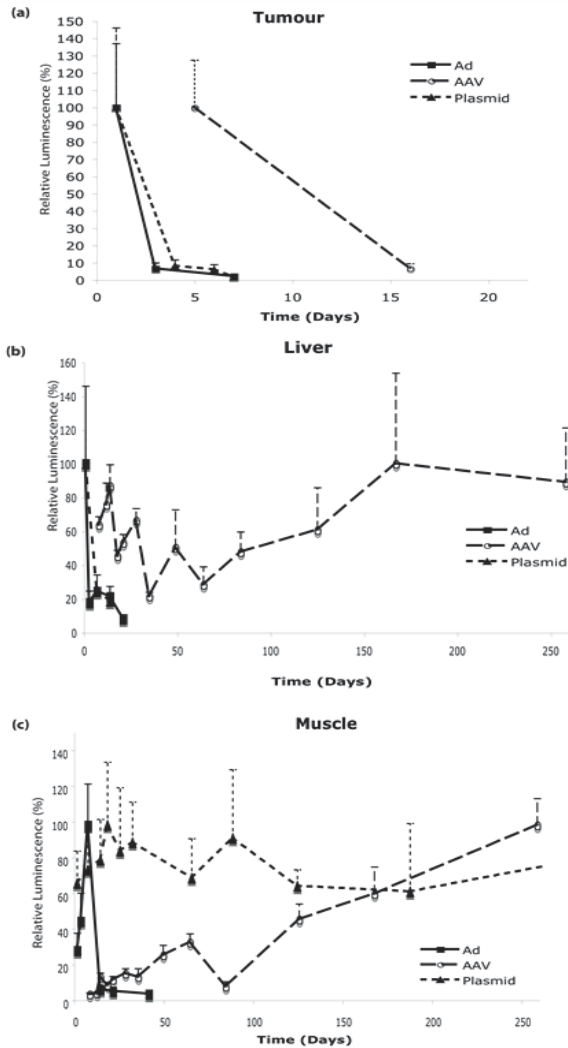 (a)
Tumour
150
140
130
120
110
100
90
80
70
60
50
40
30
20
10
0
Relative Luminescence (%)
Ad
AAV
Plasmid
0 5 10 15 20
Time (Days)
(b)
Liver
160
140
120
100
80
60
40
20
0
Relative Luminescence (%)
Ad
AAV
Plasmid
0 50 100 150 200 250
Time (Days)
(c)
Muscle
140
120
100
80
60
40
20
0
Relative Luminescence (%)
Ad
AAV
Plasmid
0 50 100 150 200 250
Time (Days)